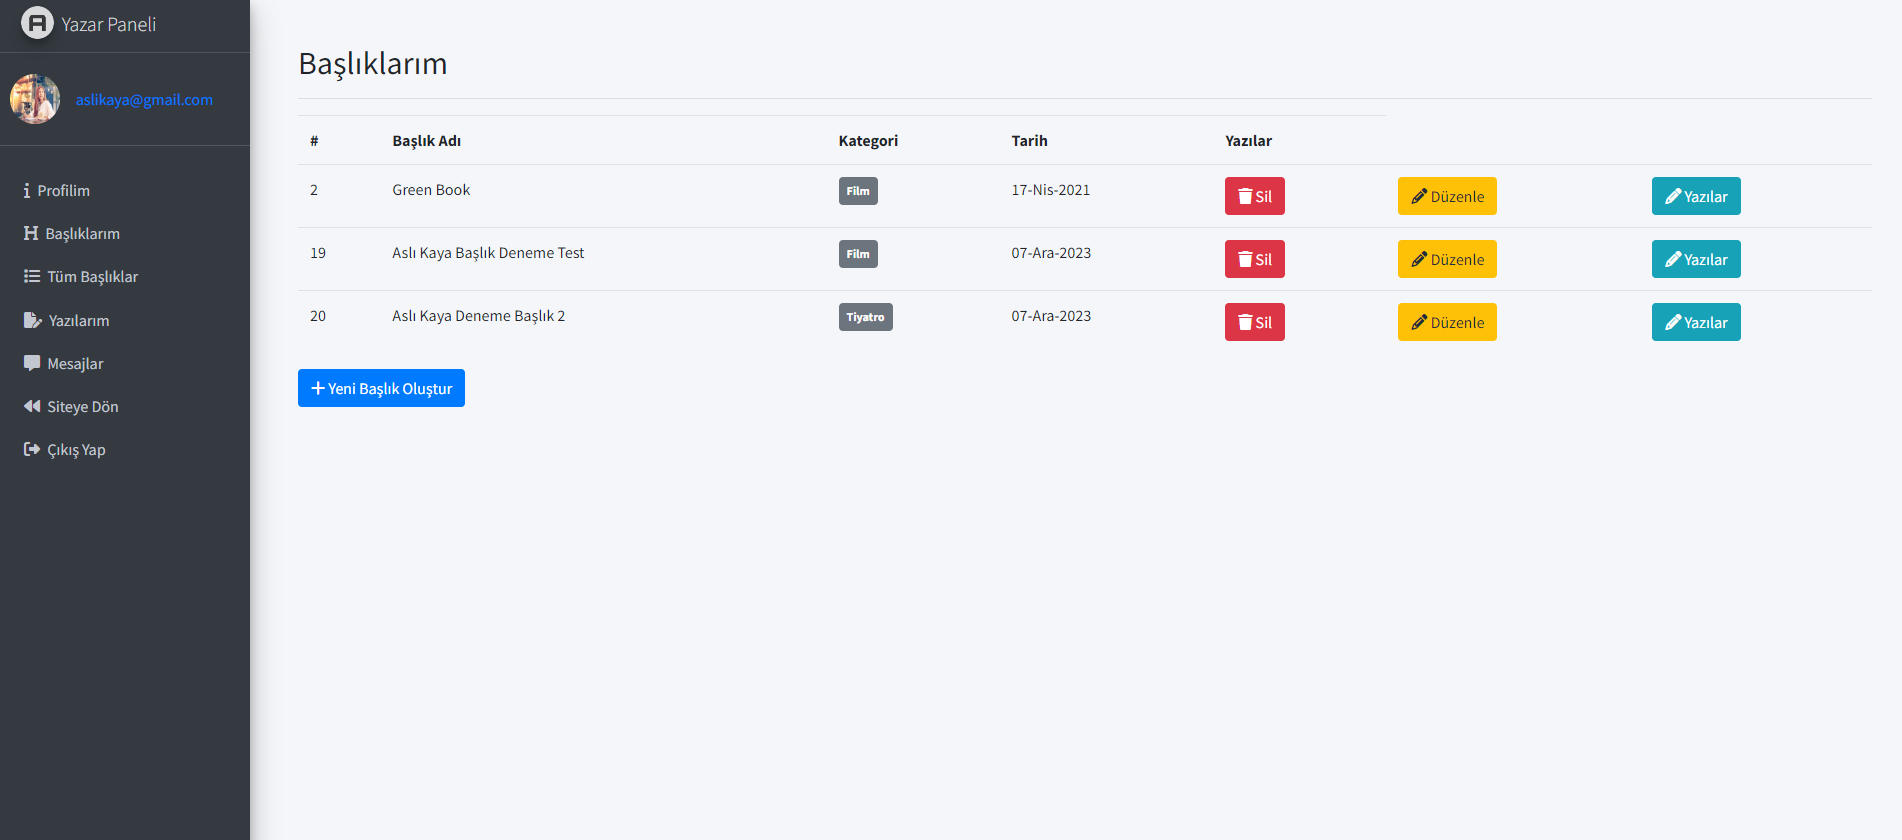 A Yazar Paneli
aslikaya@gmail.com
Profilim
Başlıklarım
Tüm Başlıklar
Yazılarım
Mesajlar
Siteye Dön
Çıkış Yap
Başlıklarım
# Başlık Adı Kategori Tarih Yazılar
2 Green Book Film 17-Nis-2021 Sil Düzenle Yazılar
19 Aslı Kaya Başlık Deneme Test Film 07-Ara-2023 Sil Düzenle Yazılar
20 Aslı Kaya Deneme Başlık 2 Tiyatro 07-Ara-2023 Sil Düzenle Yazılar
+ Yeni Başlık Oluştur